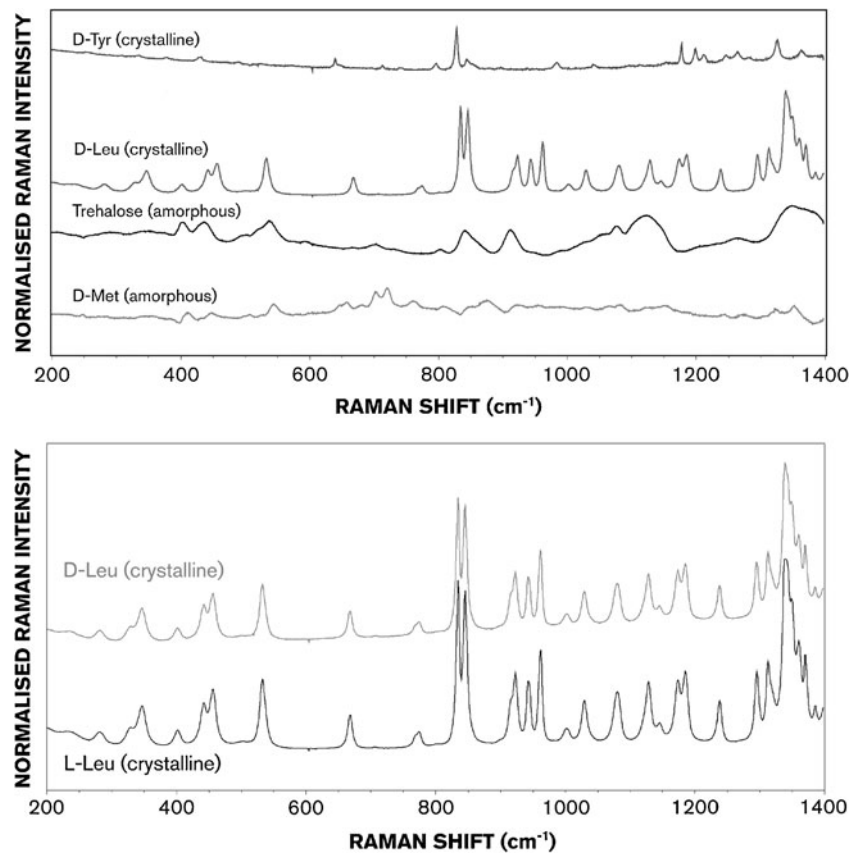 NORMALISED RAMAN INTENSITY
D-Tyr (crystalline)
D-Leu (crystalline)
Trehalose (amorphous)
D-Met (amorphous)
200 400 600 800 1000 1200 1400
RAMAN SHIFT (cm⁻¹)
NORMALISED RAMAN INTENSITY
D-Leu (crystalline)
L-Leu (crystalline)
200 400 600 800 1000 1200 1400
RAMAN SHIFT (cm⁻¹)